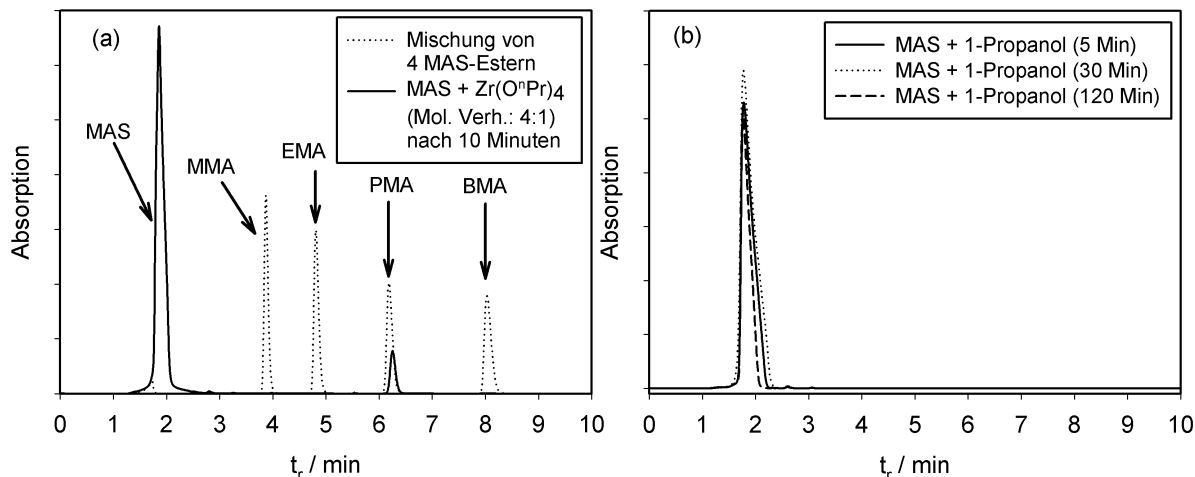 (a)
Mischung von
4 MAS-Estern
MAS + Zr(OⁿPr)₄
(Mol. Verh.: 4:1)
nach 10 Minuten
MAS
MMA
EMA
PMA
BMA
Absorption
0 1 2 3 4 5 6 7 8 9 10
tᵣ / min
(b)
MAS + 1-Propanol (5 Min)
MAS + 1-Propanol (30 Min)
MAS + 1-Propanol (120 Min)
Absorption
0 1 2 3 4 5 6 7 8 9 10
tᵣ / min